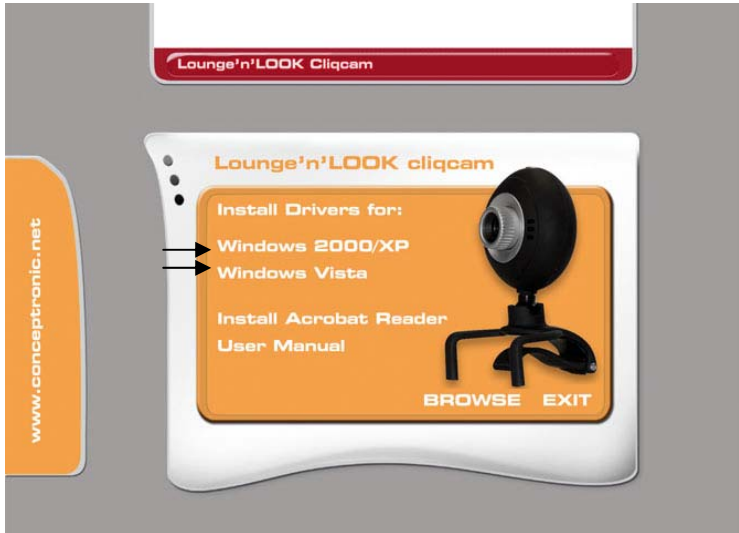 Lounge'n'LOOK Cliqcam
Lounge'n'LOOK cliqcam
Install Drivers for:
Windows 2000/XP
Windows Vista
Install Acrobat Reader
User Manual
BROWSE EXIT
www.conceptronic.net